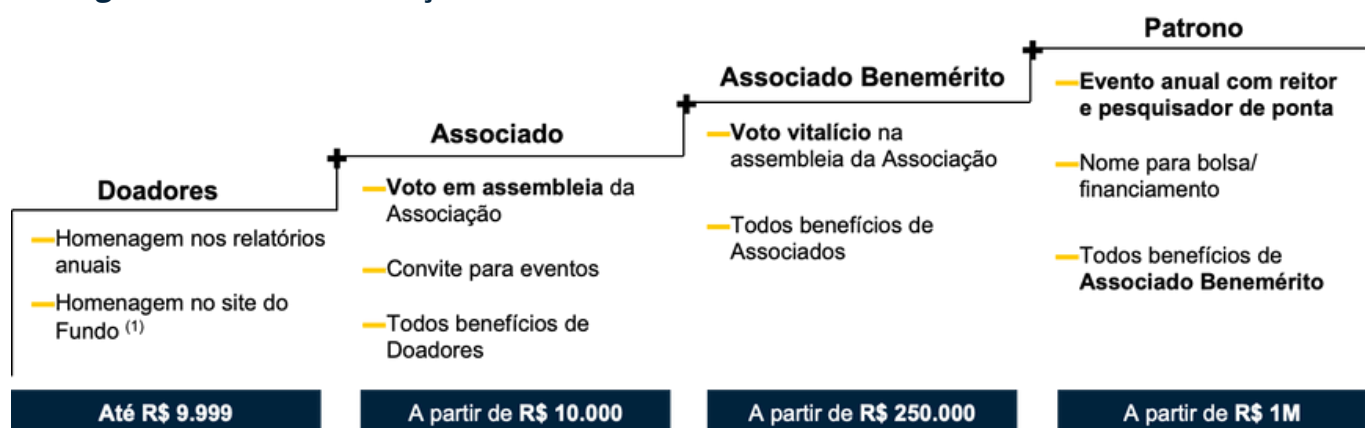 Doadores
Homenagem nos relatórios
anuais
Homenagem no site do
Fundo (1)
Até R$ 9.999
Associado
Voto em assembleia da
Associação
Convite para eventos
Todos benefícios de
Doadores
A partir de R$ 10.000
Associado Benemérito
Voto vitalício na
assembleia da Associação
Todos benefícios de
Associados
A partir de R$ 250.000
Patrono
Evento anual com reitor
e pesquisador de ponta
Nome para bolsa/
financiamento
Todos benefícios de
Associado Benemérito
A partir de R$ 1M